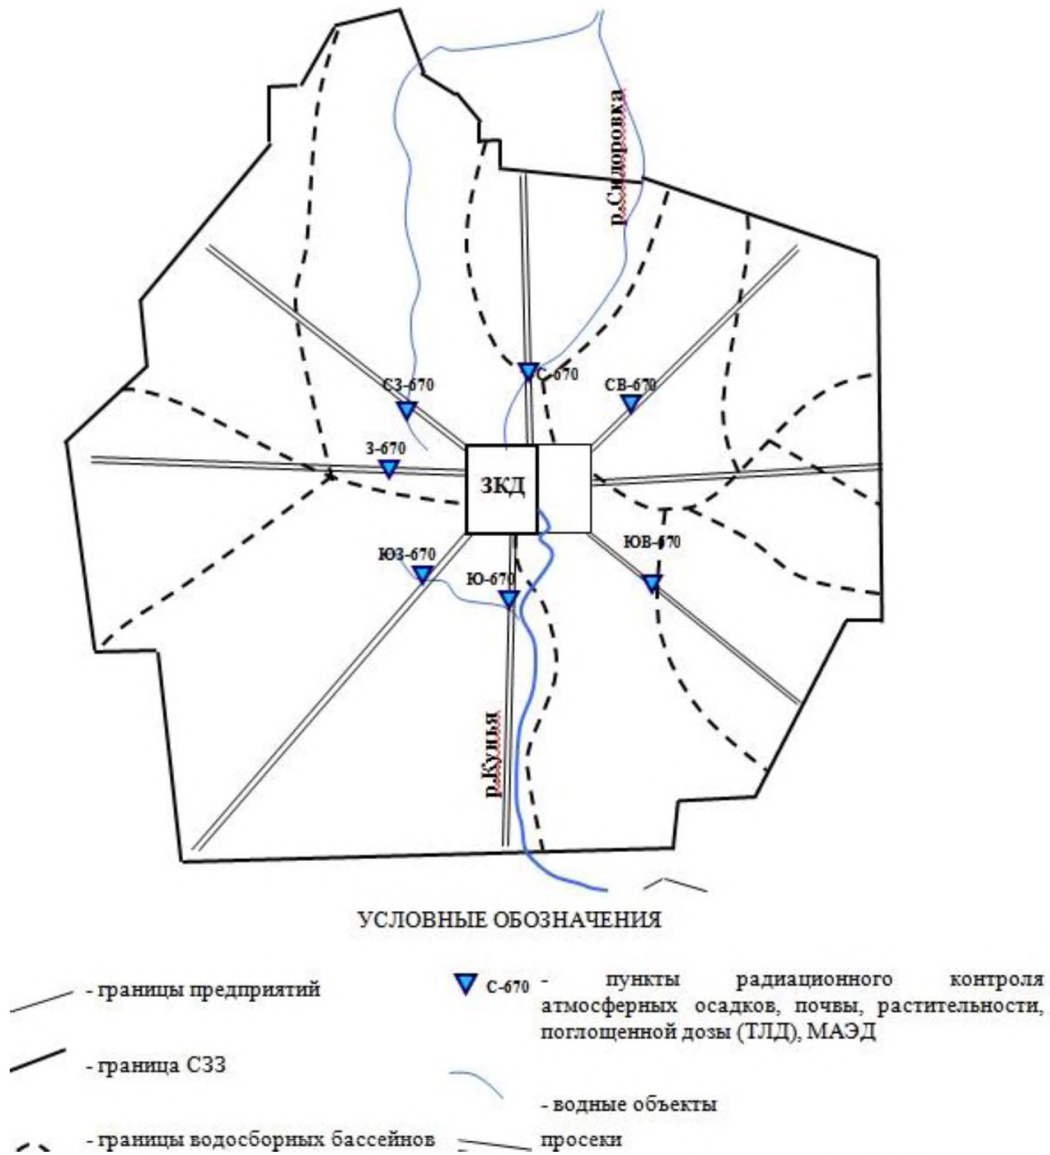 р.Сидоровка
СЗ-670
С-670
СВ-670
З-670
ЗКД
ЮЗ-670
Ю-670
ЮВ-670
р.Кунья
УСЛОВНЫЕ ОБОЗНАЧЕНИЯ
- границы предприятий
- граница СЗЗ
- границы водосборных бассейнов
С-670
- пункты радиационного контроля
атмосферных осадков, почвы, растительности,
поглощенной дозы (ТЛД), МАЭД
- водные объекты
просеки